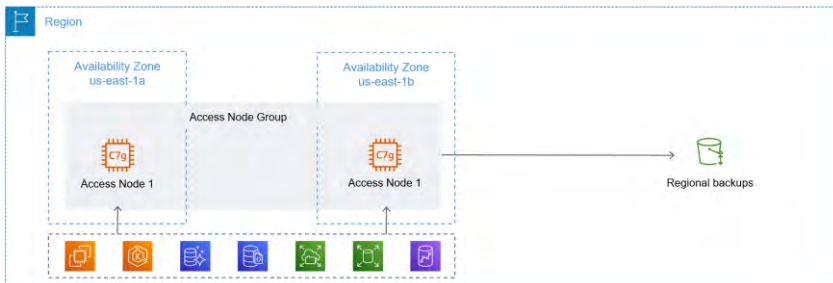 Region
Availability Zone
us-east-1a
Availability Zone
us-east-1b
Access Node Group
C7g
C7g
Access Node 1
Access Node 1
Regional backups
K